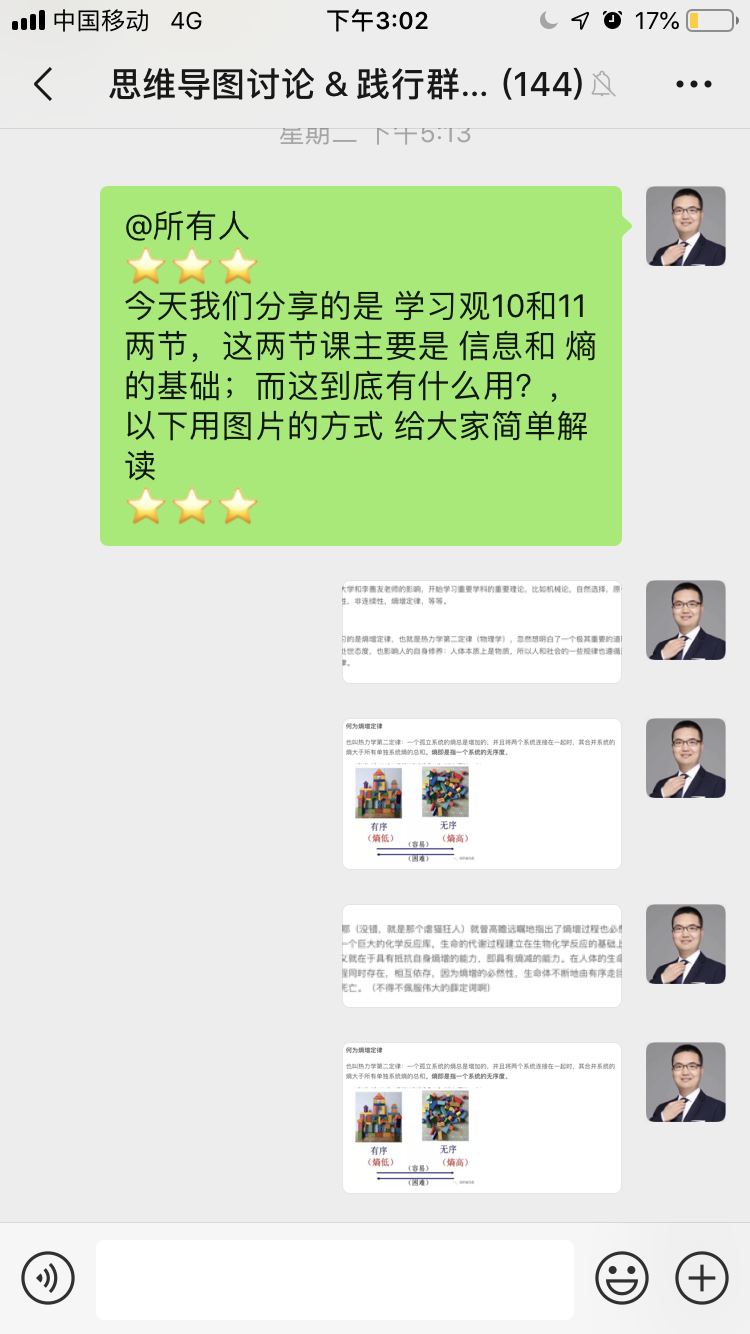 中国移动 4G 下午3:02 17%
思维导图讨论 & 践行群... (144)
星期二 下午5:13
@所有人
今天我们分享的是 学习观10和11
两节，这两节课主要是 信息和 熵
的基础；而这到底有什么用？，
以下用图片的方式 给大家简单解
读
大学和李善友老师的影响，开始学习重要学科的重要理论，比如机械论，自然选择，
性，非连续性，熵增定律，等等。
的是熵增定律，也就是热力学第二定律（物理学），忽然想明白了一个极其重要的道
处世态度，也影响人的自身修养：人体本质上是物质，所以人和社会的一些规律也遵循
律。
何为熵增定律
也叫热力学第二定律：一个孤立系统的熵总是增加的，并且将两个系统连接在一起时，其合并系统的
熵大于所有单独系统熵的总和。熵即是指一个系统的无序度。
有序 无序
（熵低） （熵高）
（容易）
（困难）
耶（没错，就是那个虐猫狂人）就曾高瞻远瞩地指出了熵增过程也必
一个巨大的化学反应库，生命的代谢过程建立在生物化学反应的基础上
义就在于具有抵抗自身熵增的能力，即具有熵减的能力。在人体的生命
程同时存在，相互依存，因为熵增的必然性，生命体不断地由有序走回
死亡。（不得不佩服伟大的薛定谔啊）
何为熵增定律
也叫热力学第二定律：一个孤立系统的熵总是增加的，并且将两个系统连接在一起时，其合并系统的
熵大于所有单独系统熵的总和。熵即是指一个系统的无序度。
有序 无序
（熵低） （熵高）
（容易）
（困难）